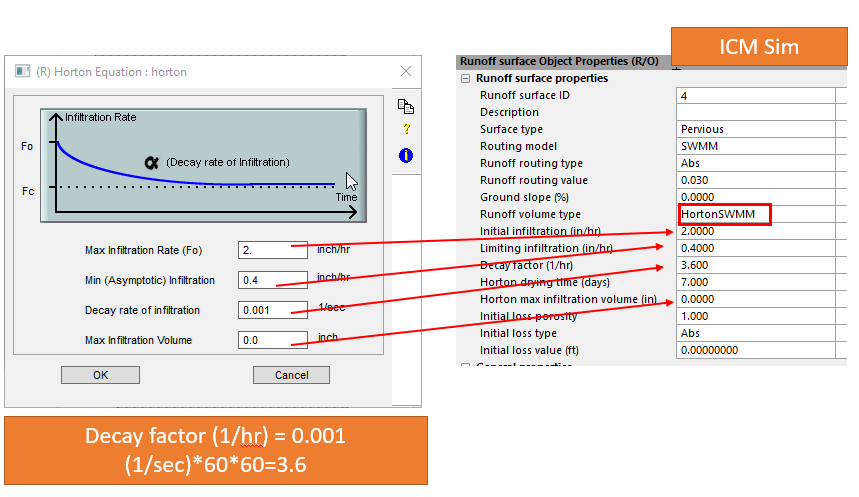 ICM Sim
(R) Horton Equation : horton
Infiltration Rate
Fo
α (Decay rate of Infiltration)
Fc
Time
Max Infiltration Rate (Fo) 2. inch/hr
Min (Asymptotic) Infiltration 0.4 inch/hr
Decay rate of infiltration 0.001 1/sec
Max Infiltration Volume 0.0 inch
OK Cancel
?
i
Decay factor (1/hr) = 0.001
(1/sec)*60*60=3.6
Runoff surface Object Properties (R/O)
Runoff surface properties
Runoff surface ID 4
Description
Surface type Pervious
Routing model SWMM
Runoff routing type Abs
Runoff routing value 0.030
Ground slope (%) 0.0000
Runoff volume type HortonSWMM
Initial infiltration (in/hr) 2.0000
Limiting infiltration (in/hr) 0.4000
Decay factor (1/hr) 3.600
Horton drying time (days) 7.000
Horton max infiltration volume (in) 0.0000
Initial loss porosity 1.000
Initial loss type Abs
Initial loss value (ft) 0.00000000